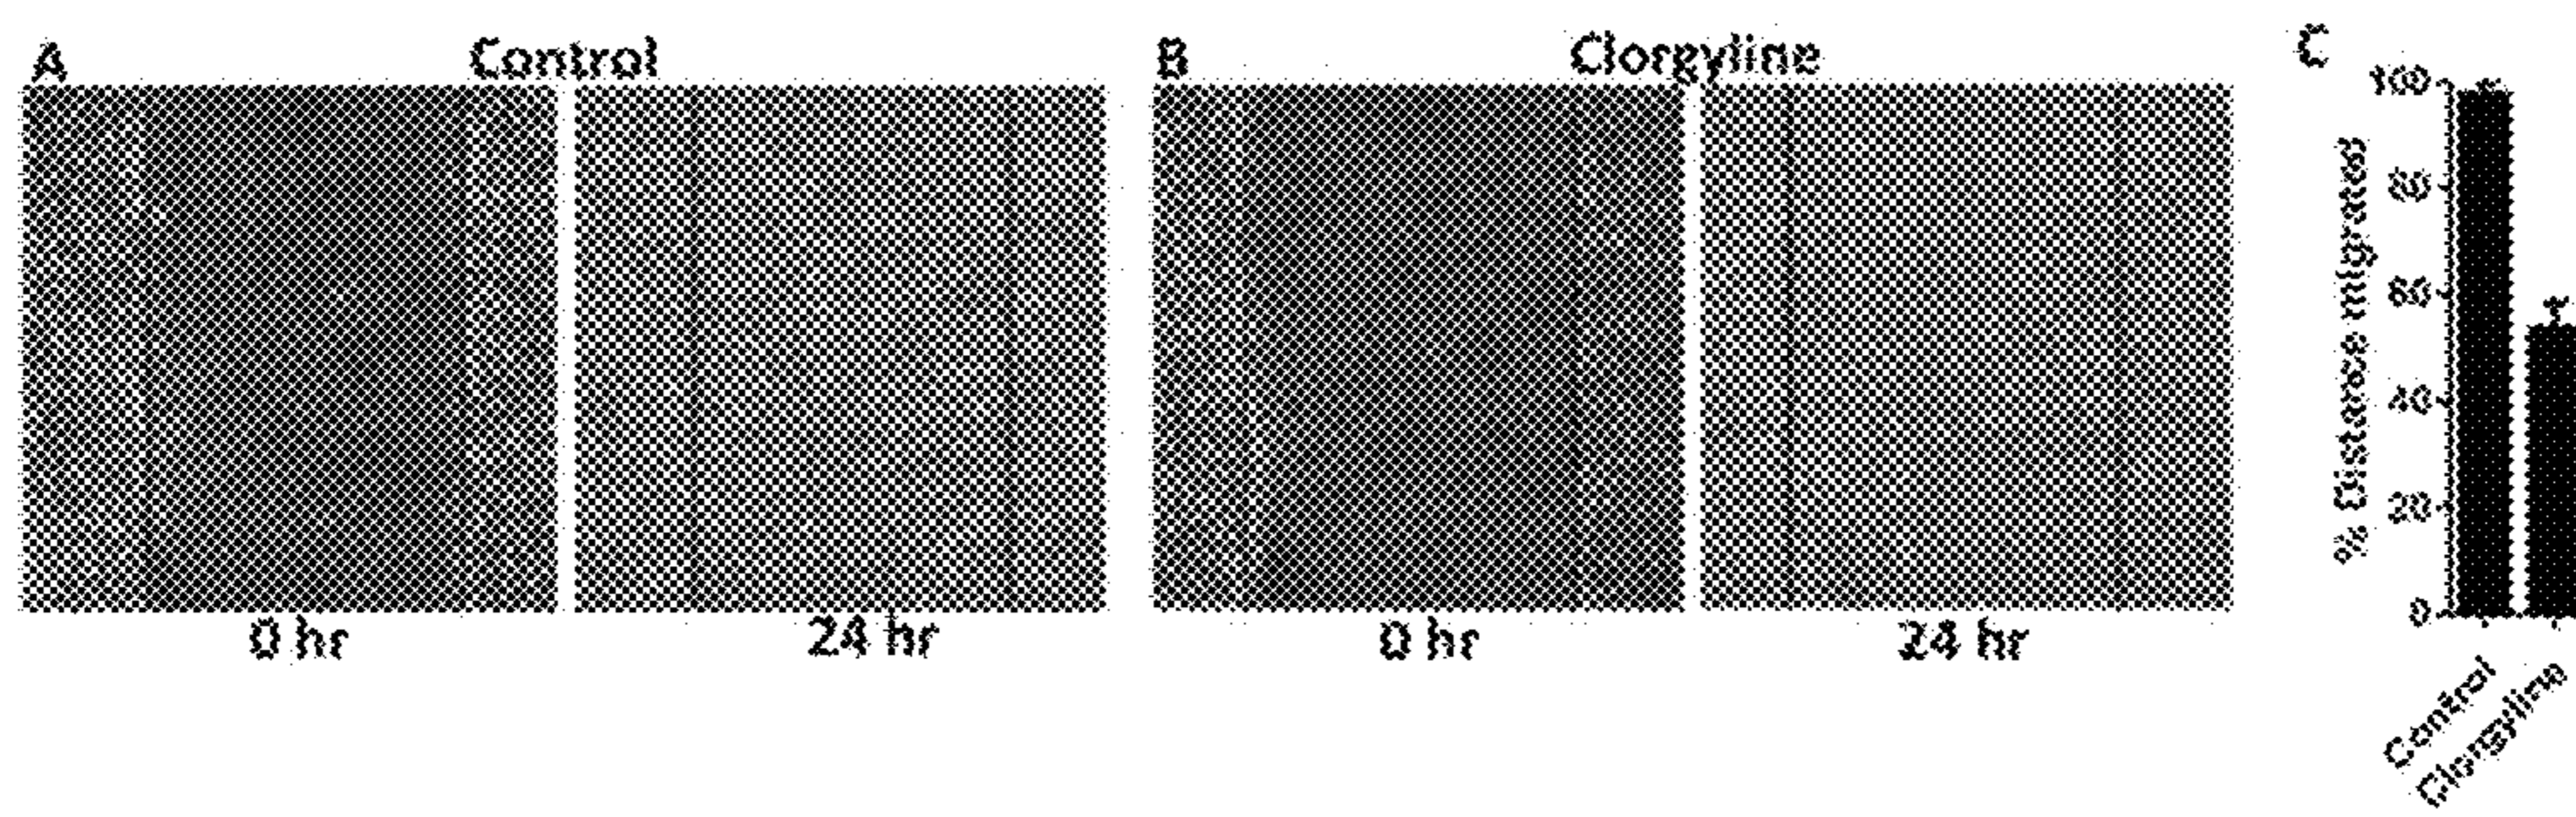 A Control B Clorgyline C
0 hr 24 hr 0 hr 24 hr
% Distance migrated
100
80
60
40
20
0
Control
Clorgyline